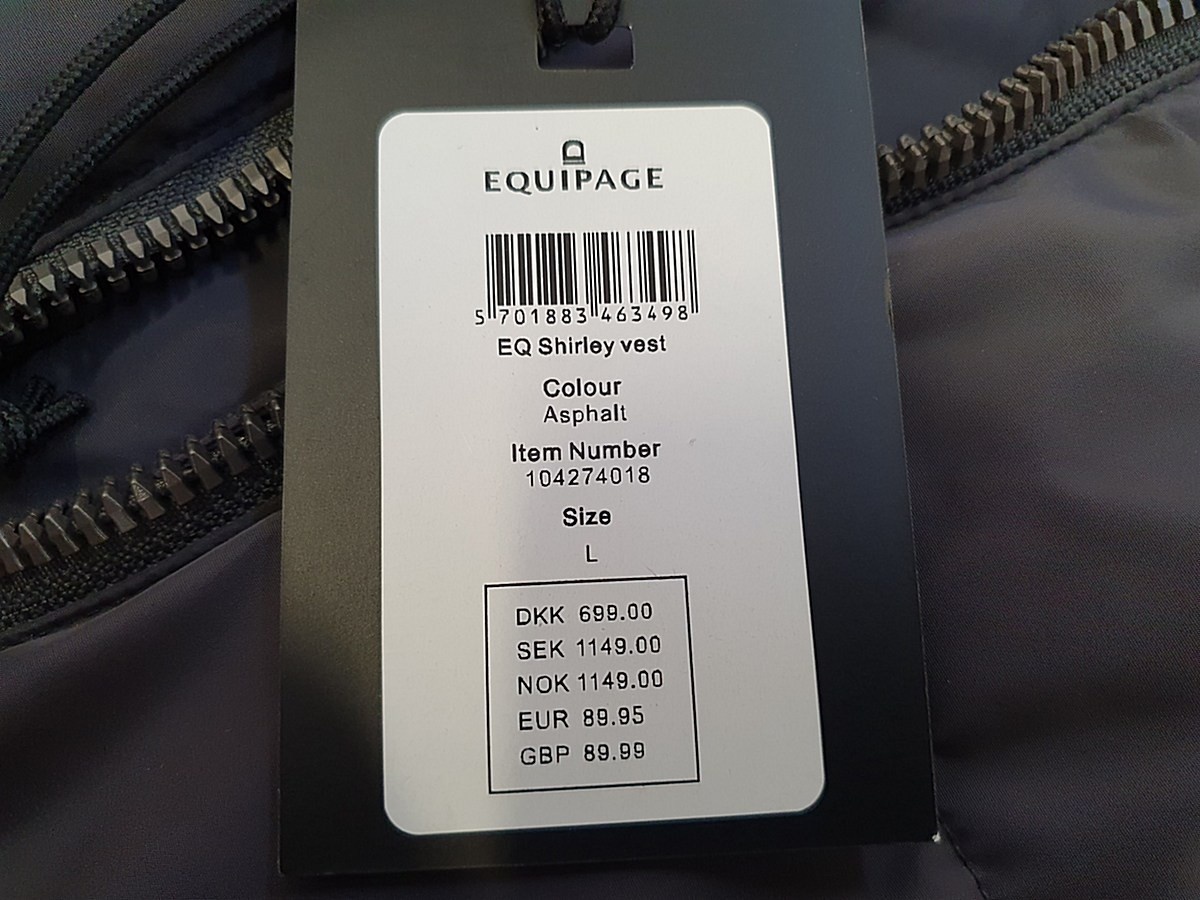 EQUIPAGE
5 701883 463498
EQ Shirley vest
Colour
Asphalt
Item Number
104274018
Size
L
DKK 699.00
SEK 1149.00
NOK 1149.00
EUR 89.95
GBP 89.99